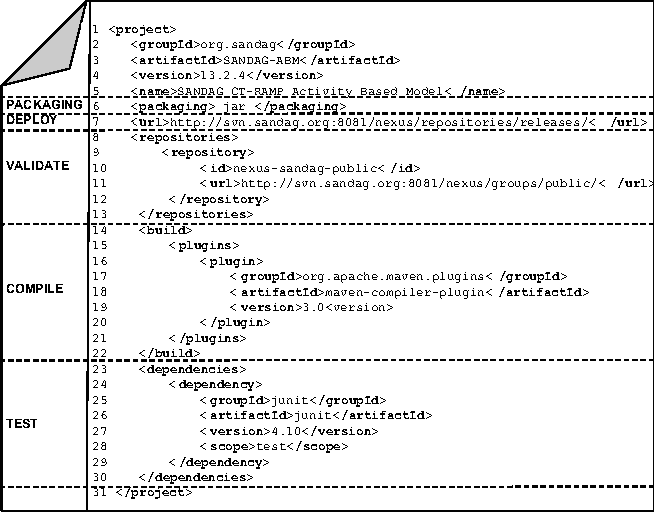 1 <project>
2 <groupId>org.sandag</groupId>
3 <artifactId>SANDAG-ABM</artifactId>
4 <version>13.2.4</version>
5 <name>SANDAG CT-RAMP Activity Based Model< /name>
PACKAGING 6 <packaging> jar </packaging>
DEPLOY 7 <url>http://svn.sandag.org:8081/nexus/repositories/releases/< /url>
8 <repositories>
VALIDATE 9 <repository>
10 <id>nexus-sandag-public</id>
11 <url>http://svn.sandag.org:8081/nexus/groups/public/< /url>
12 </repository>
13 </repositories>
14 <build>
15 <plugins>
16 <plugin>
17 <groupId>org.apache.maven.plugins</groupId>
COMPILE 18 <artifactId>maven-compiler-plugin</artifactId>
19 <version>3.0<version>
20 </plugin>
21 </plugins>
22 </build>
23 <dependencies>
24 <dependency>
25 <groupId>junit</groupId>
26 <artifactId>junit</artifactId>
TEST 27 <version>4.10</version>
28 <scope>test</scope>
29 </dependency>
30 </dependencies>
31 </project>